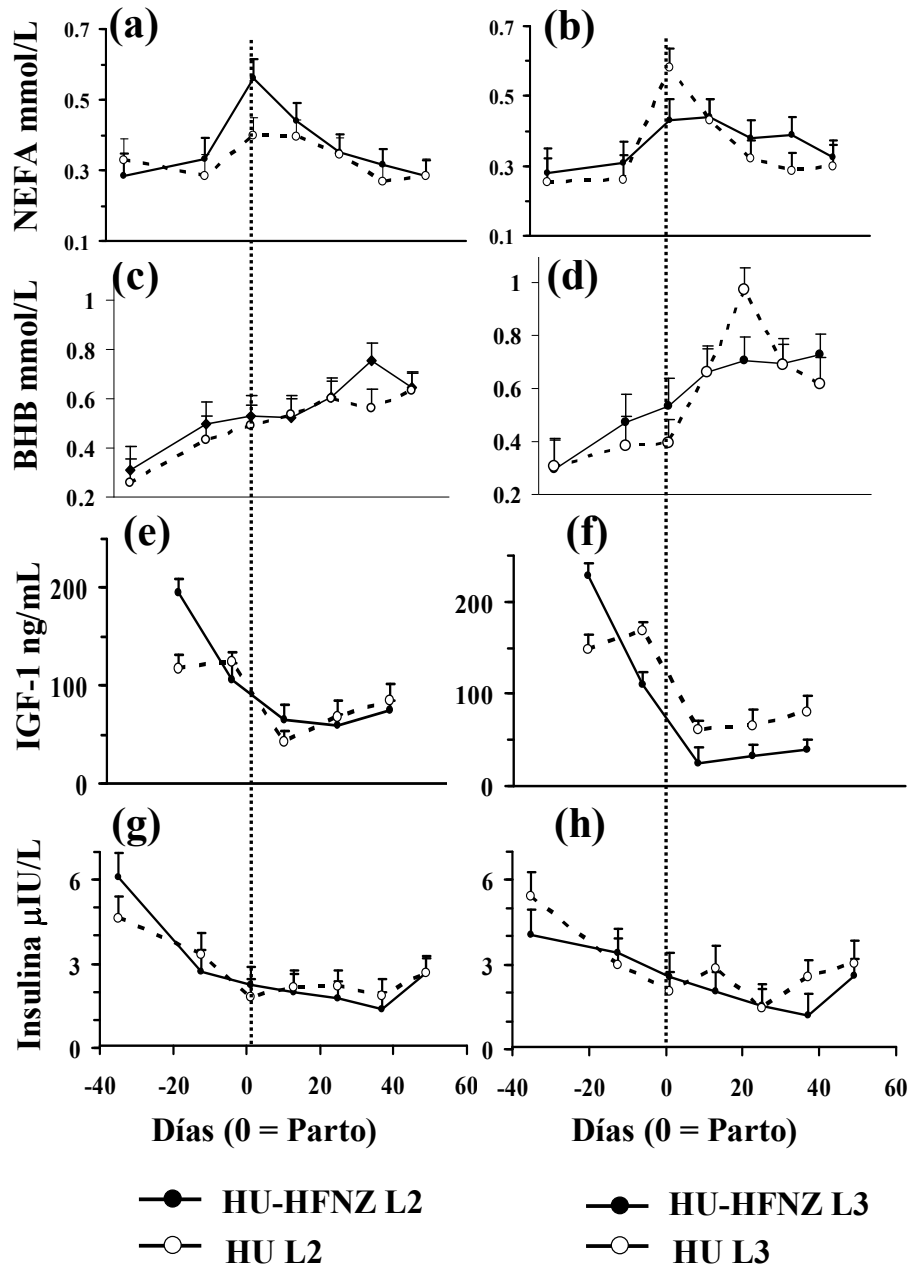 (a)
(b)
NEFA mmol/L
0.7
0.5
0.3
0.1
0.7
0.5
0.3
0.1
(c)
(d)
BHB mmol/L
1
0.8
0.6
0.4
0.2
1
0.8
0.6
0.4
0.2
(e)
(f)
IGF-1 ng/mL
200
100
0
200
100
0
(g)
(h)
Insulina µIU/L
6
3
0
6
3
0
-40 -20 0 20 40 60
-40 -20 0 20 40 60
Días (0 = Parto)
Días (0 = Parto)
HU-HFNZ L2
HU L2
HU-HFNZ L3
HU L3